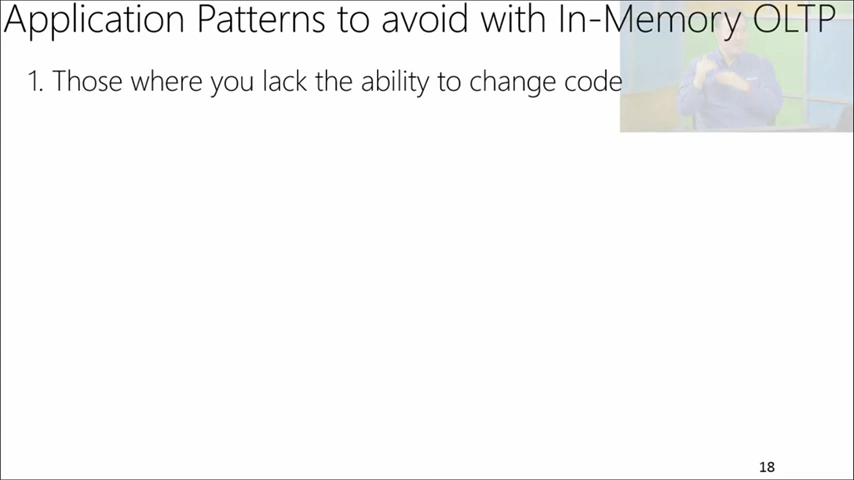 Application Patterns to avoid with In-Memory OLTP
1. Those where you lack the ability to change code
18